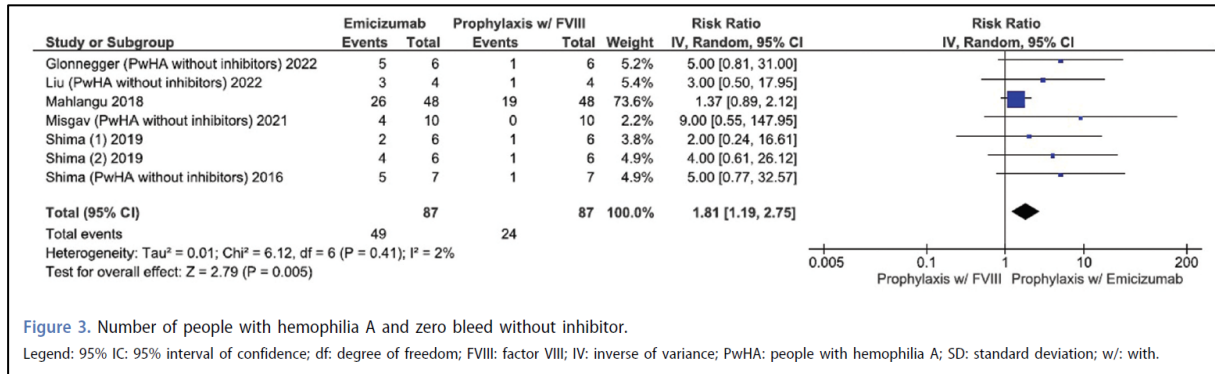 Emicizumab Prophylaxis w/ FVIII Risk Ratio Risk Ratio
Study or Subgroup Events Total Events Total Weight IV, Random, 95% CI IV, Random, 95% CI
Glonnegger (PwHA without inhibitors) 2022 5 6 1 6 5.2% 5.00 [0.81, 31.00]
Liu (PwHA without inhibitors) 2022 3 4 1 4 5.4% 3.00 [0.50, 17.95]
Mahlangu 2018 26 48 19 48 73.6% 1.37 [0.89, 2.12]
Misgav (PwHA without inhibitors) 2021 4 10 0 10 2.2% 9.00 [0.55, 147.95]
Shima (1) 2019 2 6 1 6 3.8% 2.00 [0.24, 16.61]
Shima (2) 2019 4 6 1 6 4.9% 4.00 [0.61, 26.12]
Shima (PwHA without inhibitors) 2016 5 7 1 7 4.9% 5.00 [0.77, 32.57]
Total (95% CI) 87 87 100.0% 1.81 [1.19, 2.75]
Total events 49 24
Heterogeneity: Tau² = 0.01; Chi² = 6.12, df = 6 (P = 0.41); I² = 2%
Test for overall effect: Z = 2.79 (P = 0.005)
0.005 0.1 1 10 200
Prophylaxis w/ FVIII Prophylaxis w/ Emicizumab
Figure 3. Number of people with hemophilia A and zero bleed without inhibitor.
Legend: 95% IC: 95% interval of confidence; df: degree of freedom; FVIII: factor VIII; IV: inverse of variance; PwHA: people with hemophilia A; SD: standard deviation; w/: with.